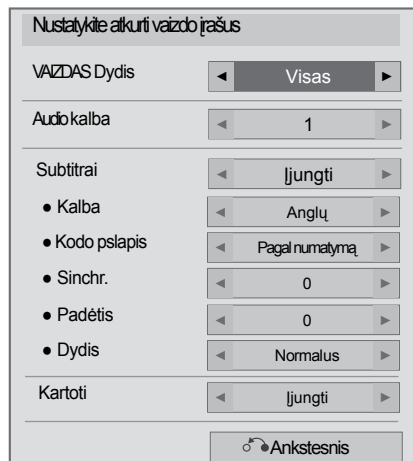 Nustatykite atkurti vaizdo įrašus
VAIZDAS Dydis ◄ Visas ►
Audio kalba ◄ 1 ►
Subtitrai ◄ Įjungti ►
● Kalba ◄ Anglų ►
● Kodo pslapis ◄ Pagal numatymą ►
● Sinchr. ◄ 0 ►
● Padėtis ◄ 0 ►
● Dydis ◄ Normalus ►
Kartoti ◄ Įjungti ►
Ankstesnis